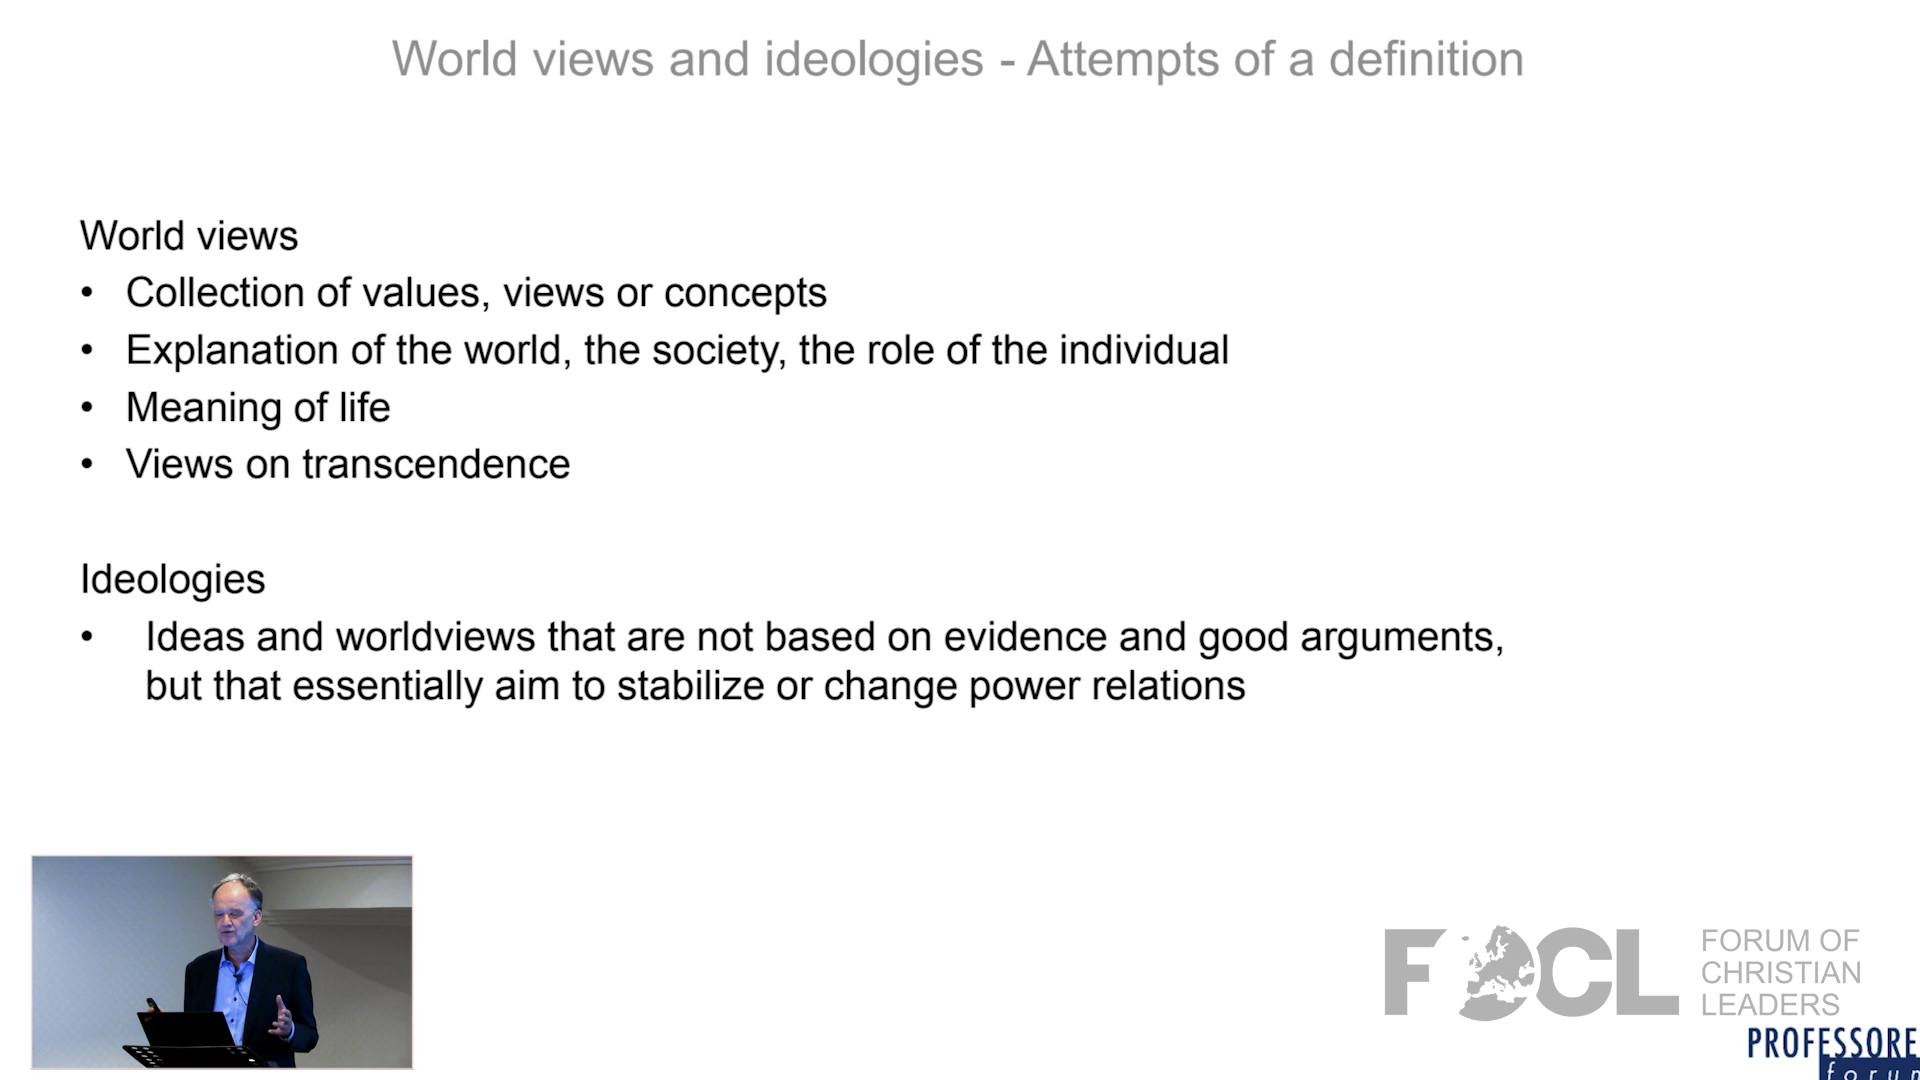 World views and ideologies - Attempts of a definition
World views
• Collection of values, views or concepts
• Explanation of the world, the society, the role of the individual
• Meaning of life
• Views on transcendence
Ideologies
• Ideas and worldviews that are not based on evidence and good arguments,
but that essentially aim to stabilize or change power relations
FOCL
FORUM OF
CHRISTIAN
LEADERS
PROFESSORE
forum